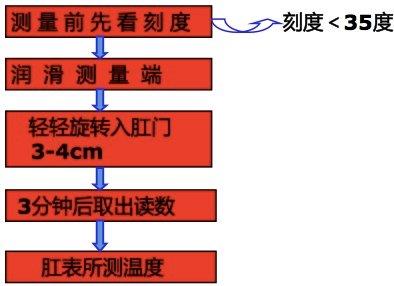 测量前先看刻度
刻度<35度
润滑测量端
轻轻旋转入肛门
3-4cm
3分钟后取出读数
肛表所测温度